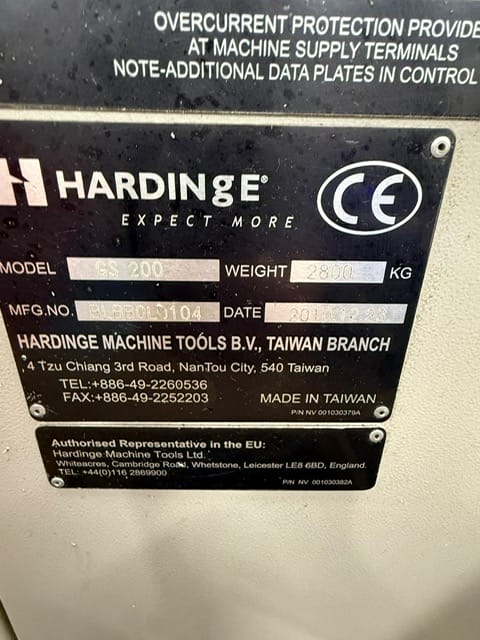 OVERCURRENT PROTECTION PROVIDE
AT MACHINE SUPPLY TERMINALS
NOTE-ADDITIONAL DATA PLATES IN CONTROL
HARDINgE®
CE
EXPECT MORE
MODEL GS 200 WEIGHT 2800 KG
MFG.NO. DATE
HARDINGE MACHINE TOOLS B.V., TAIWAN BRANCH
4 Tzu Chiang 3rd Road, NanTou City, 540 Taiwan
TEL:+886-49-2260536
FAX:+886-49-2252203
MADE IN TAIWAN
P/N NV 001030379A
Authorised Representative in the EU:
Hardinge Machine Tools Ltd.
Whiteacres, Cambridge Road, Whetstone, Leicester LE8 6BD, England.
TEL: +44(0)116 2869900
P/N NV 001030382A